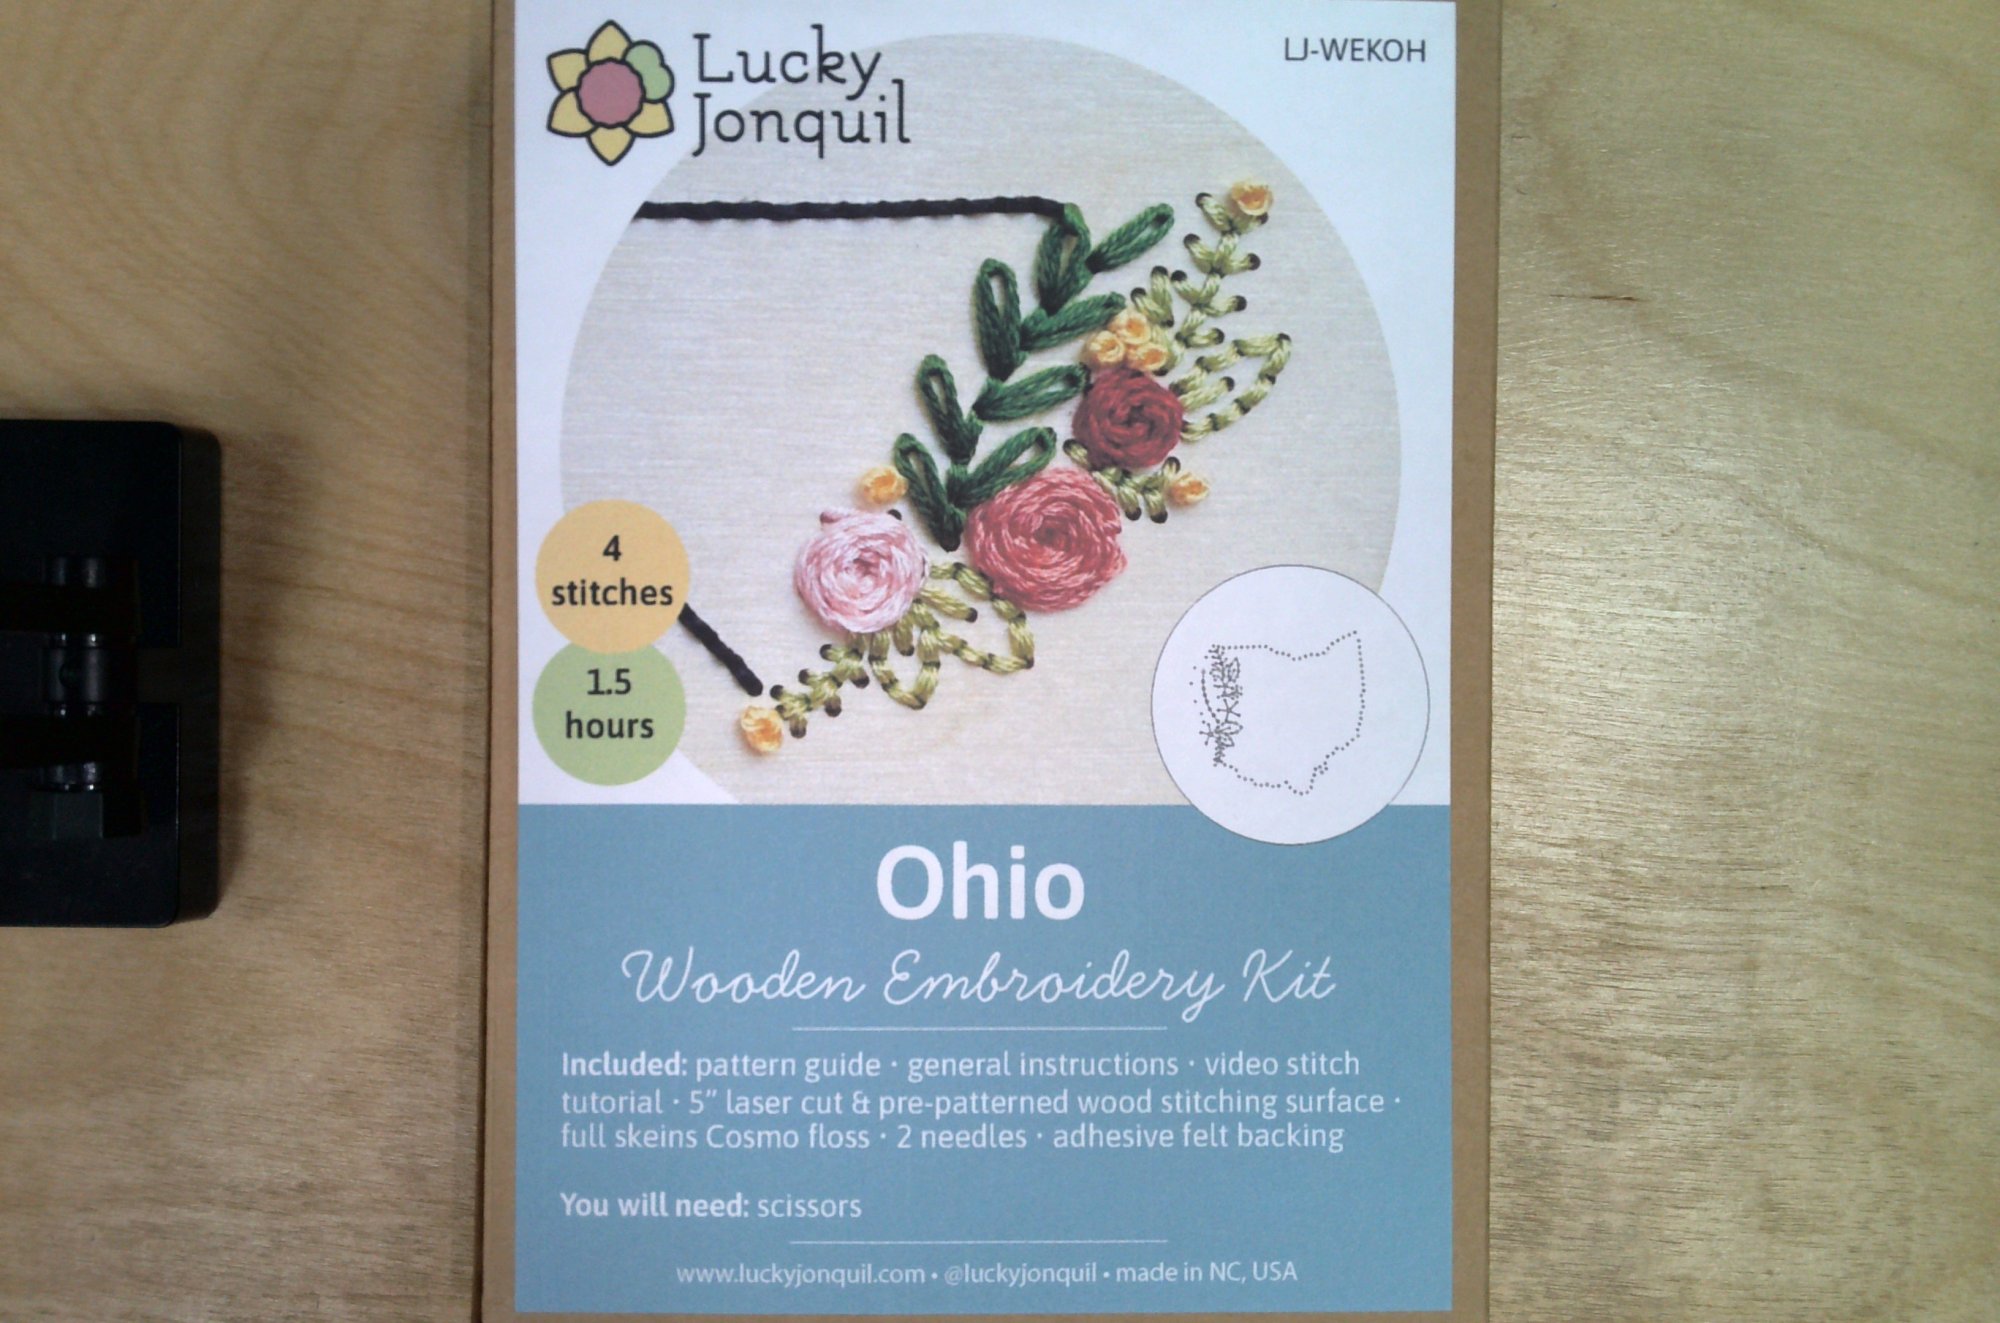 Lucky
Jonquil
LJ-WEKOH
4
stitches
1.5
hours
Ohio
Wooden Embroidery Kit
Included: pattern guide · general instructions · video stitch
tutorial · 5” laser cut & pre-patterned wood stitching surface ·
full skeins Cosmo floss · 2 needles · adhesive felt backing
You will need: scissors
www.luckyjonquil.com • @luckyjonquil • made in NC, USA